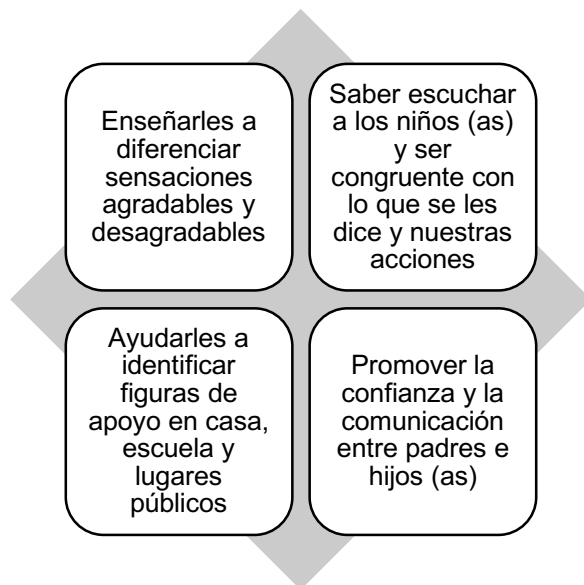 Enseñarles a
diferenciar
sensaciones
agradables y
desagradables
Saber escuchar
a los niños (as)
y ser
congruente con
lo que se les
dice y nuestras
acciones
Ayudarles a
identificar
figuras de
apoyo en casa,
escuela y
lugares
públicos
Promover la
confianza y la
comunicación
entre padres e
hijos (as)